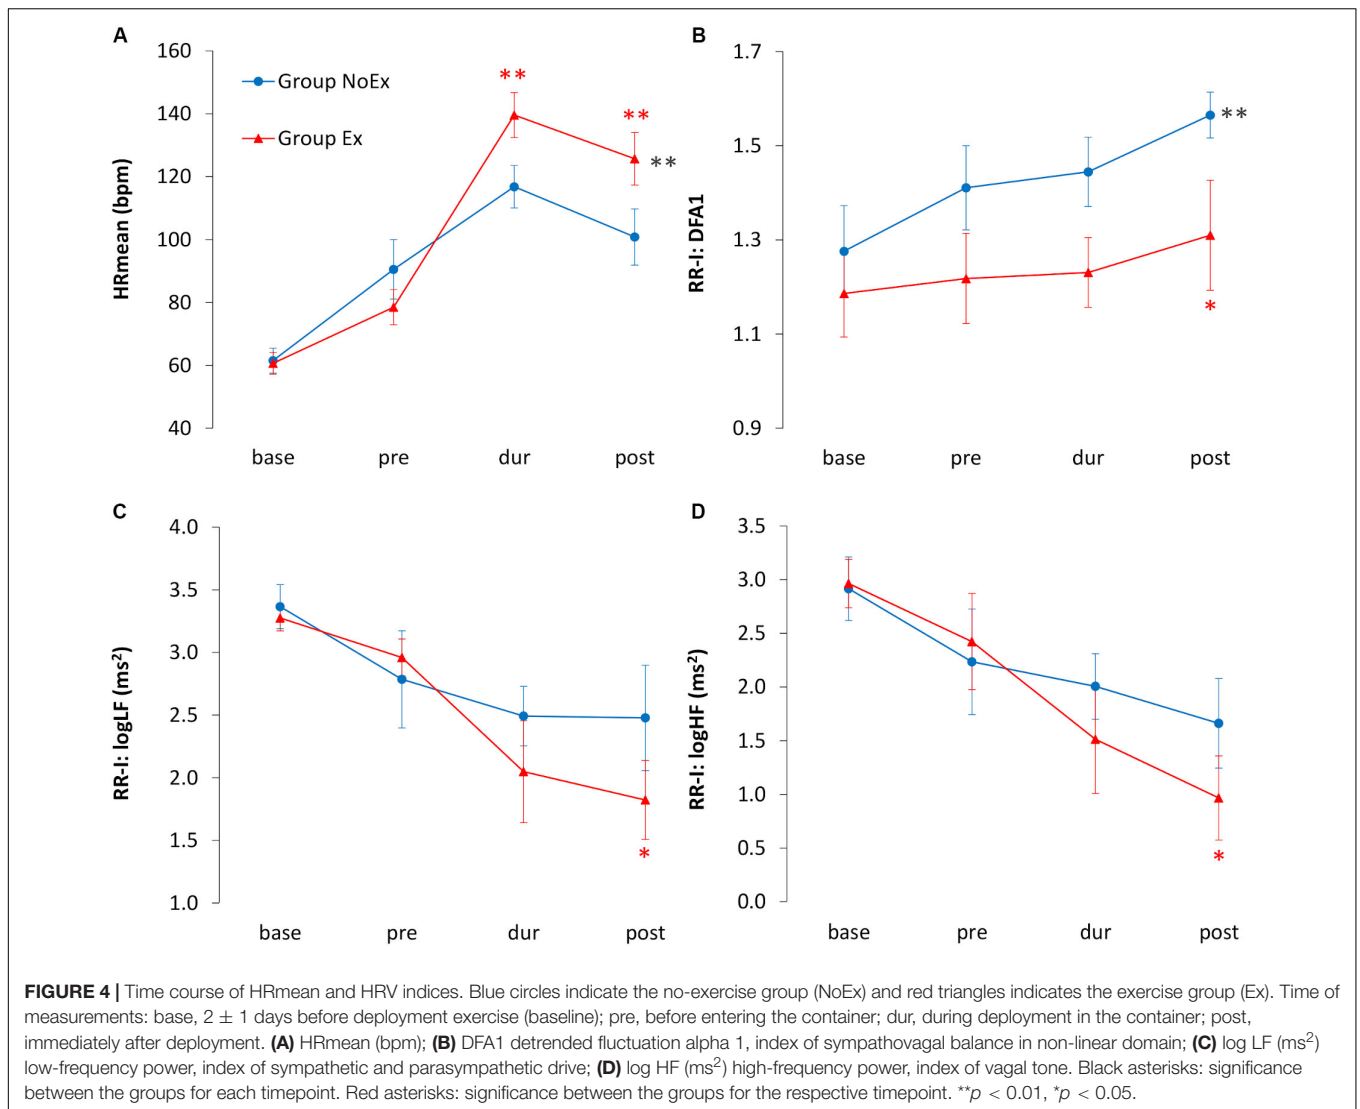 A
160
140
120
100
80
60
40
HRmean (bpm)
Group NoEx
Group Ex
**
**
**
base pre dur post
B
1.7
1.5
1.3
1.1
0.9
RR-I: DFA1
**
*
base pre dur post
C
4.0
3.5
3.0
2.5
2.0
1.5
1.0
RR-I: logLF (ms²)
*
base pre dur post
D
3.5
3.0
2.5
2.0
1.5
1.0
0.5
0.0
RR-I: logHF (ms²)
*
base pre dur post
FIGURE 4 | Time course of HRmean and HRV indices. Blue circles indicate the no-exercise group (NoEx) and red triangles indicates the exercise group (Ex). Time of
measurements: base, 2 ± 1 days before deployment exercise (baseline); pre, before entering the container; dur, during deployment in the container; post,
immediately after deployment. (A) HRmean (bpm); (B) DFA1 detrended fluctuation alpha 1, index of sympathovagal balance in non-linear domain; (C) log LF (ms²)
low-frequency power, index of sympathetic and parasympathetic drive; (D) log HF (ms²) high-frequency power, index of vagal tone. Black asterisks: significance
between the groups for each timepoint. Red asterisks: significance between the groups for the respective timepoint. **p < 0.01, *p < 0.05.